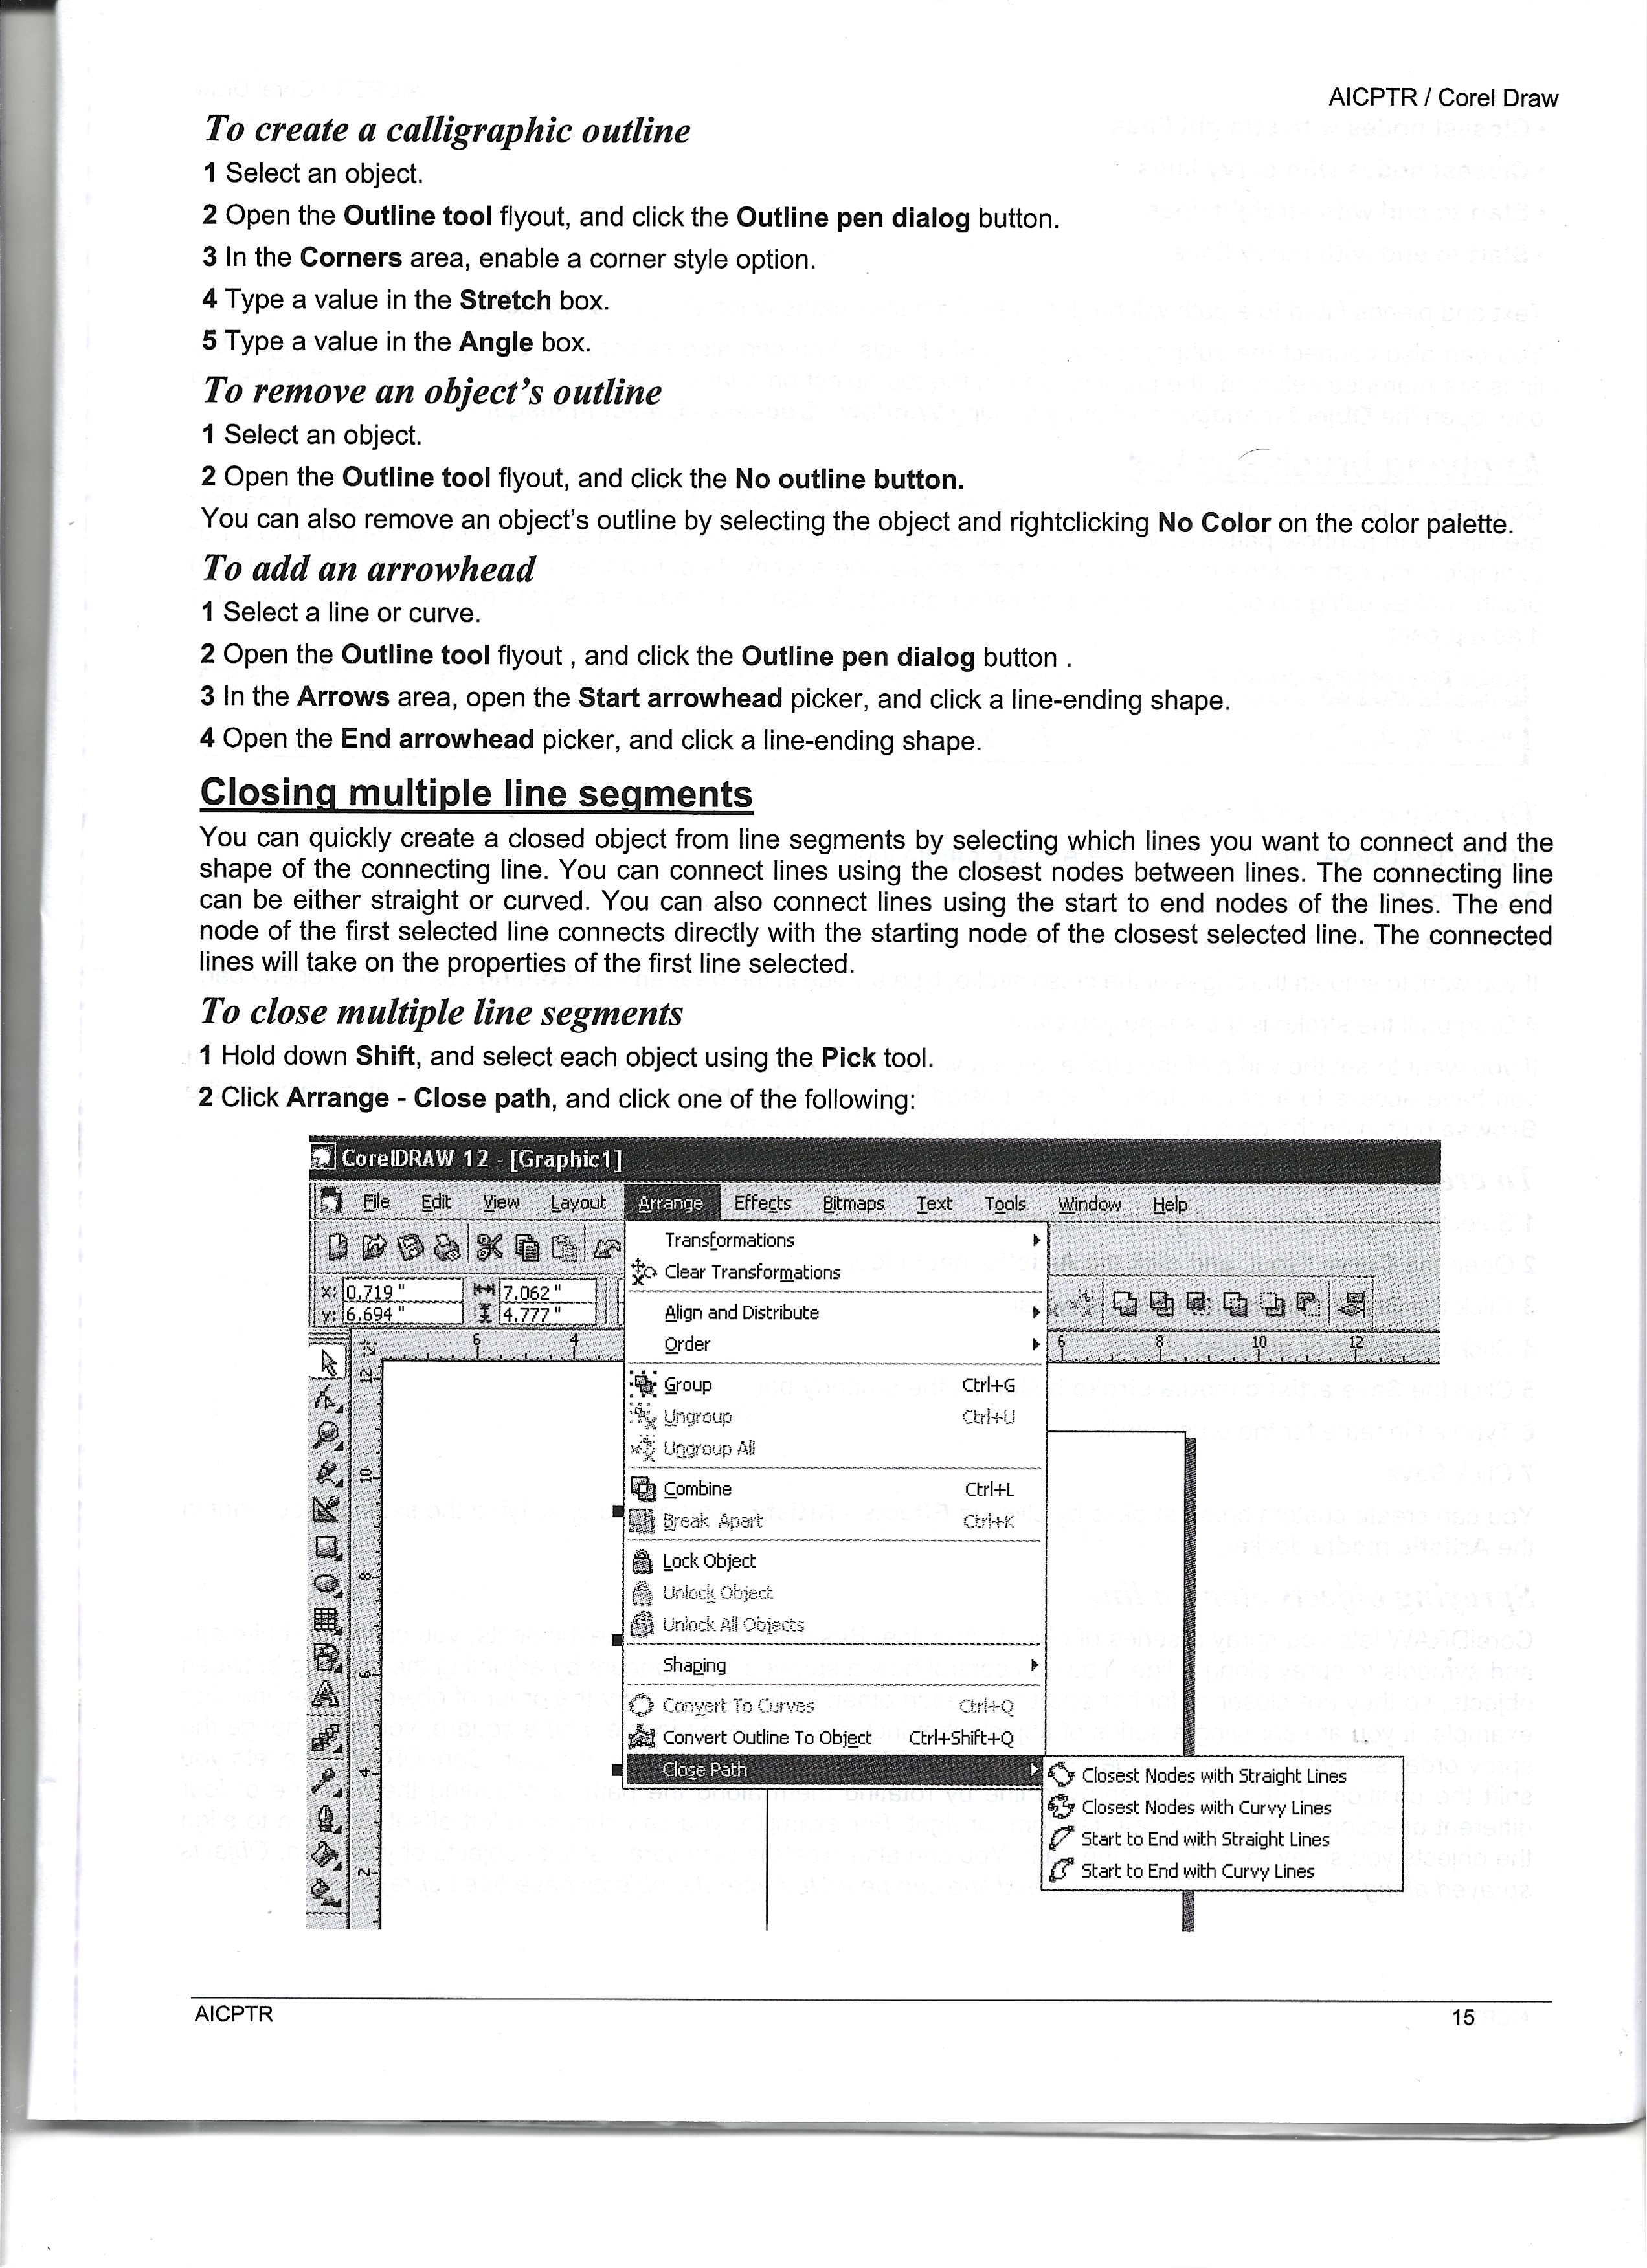 AICPTR / Corel Draw
To create a calligraphic outline
1 Select an object.
2 Open the Outline tool flyout, and click the Outline pen dialog button.
3 In the Corners area, enable a corner style option.
4 Type a value in the Stretch box.
5 Type a value in the Angle box.
To remove an object's outline
1 Select an object.
2 Open the Outline tool flyout, and click the No outline button.
You can also remove an object's outline by selecting the object and rightclicking No Color on the color palette.
To add an arrowhead
1 Select a line or curve.
2 Open the Outline tool flyout , and click the Outline pen dialog button .
3 In the Arrows area, open the Start arrowhead picker, and click a line-ending shape.
4 Open the End arrowhead picker, and click a line-ending shape.
Closing multiple line segments
You can quickly create a closed object from line segments by selecting which lines you want to connect and the
shape of the connecting line. You can connect lines using the closest nodes between lines. The connecting line
can be either straight or curved. You can also connect lines using the start to end nodes of the lines. The end
node of the first selected line connects directly with the starting node of the closest selected line. The connected
lines will take on the properties of the first line selected.
To close multiple line segments
1 Hold down Shift, and select each object using the Pick tool.
2 Click Arrange - Close path, and click one of the following:
CorelDRAW 12 - [Graphic1]
File Edit View Layout Arrange Effects Bitmaps Text Tools Window Help
x: 0.719 " 7.062 "
y: 6.694 " 4.777 "
6 4 6 8 10 12
12
10
8
6
4
2
Transformations
Clear Transformations
Align and Distribute
Order
Group Ctrl+G
Ungroup Ctrl+U
Ungroup All
Combine Ctrl+L
Break Apart Ctrl+K
Lock Object
Unlock Object
Unlock All Objects
Shaping
Convert To Curves Ctrl+Q
Convert Outline To Object Ctrl+Shift+Q
Close Path
Closest Nodes with Straight Lines
Closest Nodes with Curvy Lines
Start to End with Straight Lines
Start to End with Curvy Lines
AICPTR 15